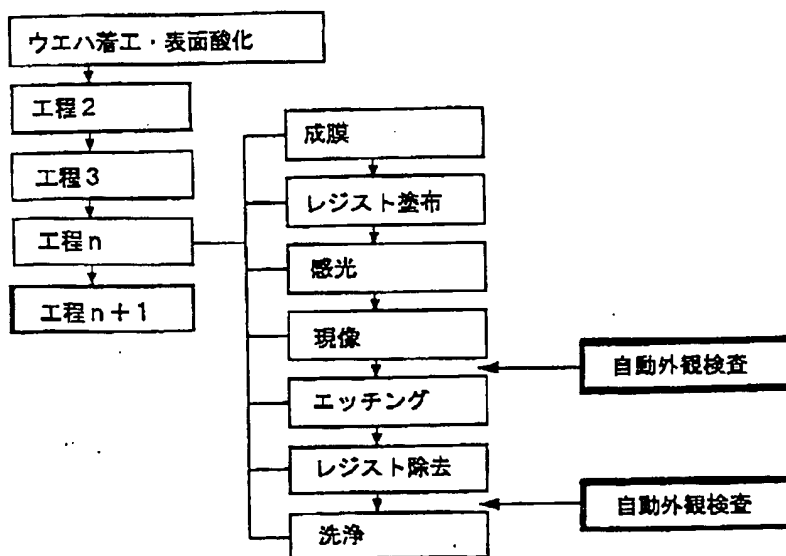 ウエハ着工・表面酸化
工程2
工程3
工程n
工程n+1
成膜
レジスト塗布
感光
現像
エッチング
レジスト除去
洗浄
自動外観検査
自動外観検査